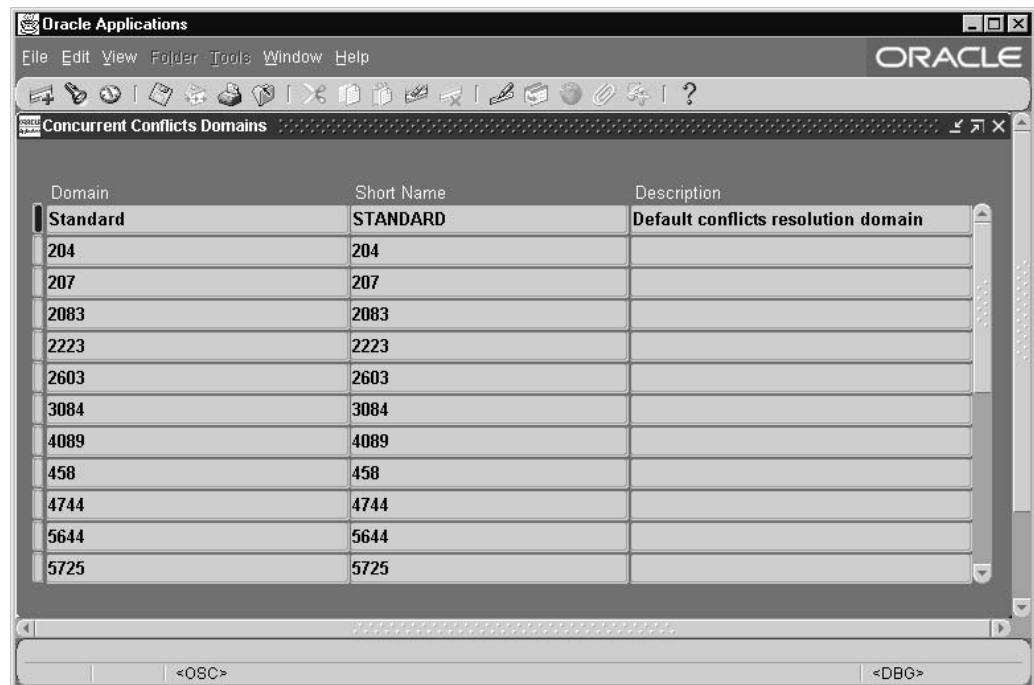 Oracle Applications
File Edit View Folder Tools Window Help
ORACLE
Concurrent Conflicts Domains
Domain Short Name Description
Standard STANDARD Default conflicts resolution domain
204 204
207 207
2083 2083
2223 2223
2603 2603
3084 3084
4089 4089
458 458
4744 4744
5644 5644
5725 5725
<OSC> <DBG>